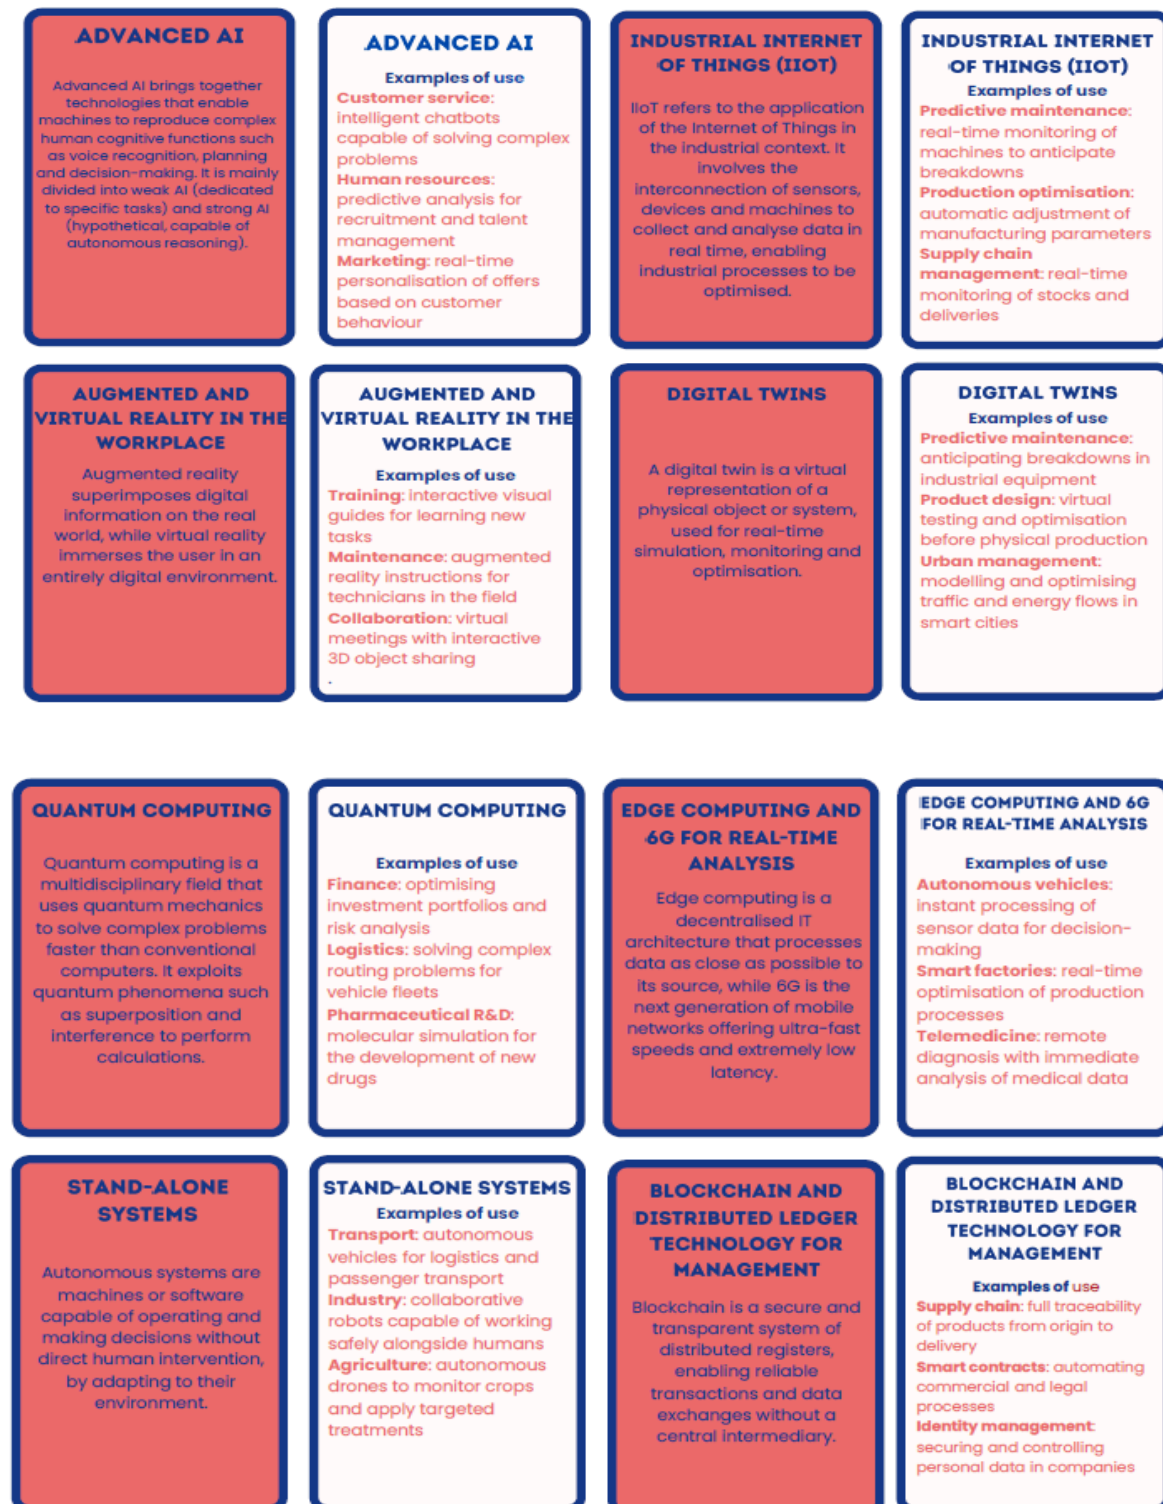 ADVANCED AI
Advanced AI brings together
technologies that enable
machines to reproduce complex
human cognitive functions such
as voice recognition, planning
and decision-making. It is mainly
divided into weak AI (dedicated
to specific tasks) and strong AI
(hypothetical, capable of
autonomous reasoning).
ADVANCED AI
Examples of use
Customer service:
intelligent chatbots
capable of solving complex
problems
Human resources:
predictive analysis for
recruitment and talent
management
Marketing: real-time
personalisation of offers
based on customer
behaviour
INDUSTRIAL INTERNET
OF THINGS (IIOT)
IIoT refers to the application
of the Internet of Things in
the industrial context. It
involves the
interconnection of sensors,
devices and machines to
collect and analyse data in
real time, enabling
industrial processes to be
optimised.
INDUSTRIAL INTERNET
OF THINGS (IIOT)
Examples of use
Predictive maintenance:
real-time monitoring of
machines to anticipate
breakdowns
Production optimisation:
automatic adjustment of
manufacturing parameters
Supply chain
management: real-time
monitoring of stocks and
deliveries
AUGMENTED AND
VIRTUAL REALITY IN THE
WORKPLACE
Augmented reality
superimposes digital
information on the real
world, while virtual reality
immerses the user in an
entirely digital environment.
AUGMENTED AND
VIRTUAL REALITY IN THE
WORKPLACE
Examples of use
Training: interactive visual
guides for learning new
tasks
Maintenance: augmented
reality instructions for
technicians in the field
Collaboration: virtual
meetings with interactive
3D object sharing
.
DIGITAL TWINS
A digital twin is a virtual
representation of a
physical object or system,
used for real-time
simulation, monitoring and
optimisation.
DIGITAL TWINS
Examples of use
Predictive maintenance:
anticipating breakdowns in
industrial equipment
Product design: virtual
testing and optimisation
before physical production
Urban management:
modelling and optimising
traffic and energy flows in
smart cities
QUANTUM COMPUTING
Quantum computing is a
multidisciplinary field that
uses quantum mechanics
to solve complex problems
faster than conventional
computers. It exploits
quantum phenomena such
as superposition and
interference to perform
calculations.
QUANTUM COMPUTING
Examples of use
Finance: optimising
investment portfolios and
risk analysis
Logistics: solving complex
routing problems for
vehicle fleets
Pharmaceutical R&D:
molecular simulation for
the development of new
drugs
EDGE COMPUTING AND
6G FOR REAL-TIME
ANALYSIS
Edge computing is a
decentralised IT
architecture that processes
data as close as possible to
its source, while 6G is the
next generation of mobile
networks offering ultra-fast
speeds and extremely low
latency.
EDGE COMPUTING AND 6G
FOR REAL-TIME ANALYSIS
Examples of use
Autonomous vehicles:
instant processing of
sensor data for decision-
making
Smart factories: real-time
optimisation of production
processes
Telemedicine: remote
diagnosis with immediate
analysis of medical data
STAND-ALONE
SYSTEMS
Autonomous systems are
machines or software
capable of operating and
making decisions without
direct human intervention,
by adapting to their
environment.
STAND-ALONE SYSTEMS
Examples of use
Transport: autonomous
vehicles for logistics and
passenger transport
Industry: collaborative
robots capable of working
safely alongside humans
Agriculture: autonomous
drones to monitor crops
and apply targeted
treatments
BLOCKCHAIN AND
DISTRIBUTED LEDGER
TECHNOLOGY FOR
MANAGEMENT
Blockchain is a secure and
transparent system of
distributed registers,
enabling reliable
transactions and data
exchanges without a
central intermediary.
BLOCKCHAIN AND
DISTRIBUTED LEDGER
TECHNOLOGY FOR
MANAGEMENT
Examples of use
Supply chain: full traceability
of products from origin to
delivery
Smart contracts: automating
commercial and legal
processes
Identity management:
securing and controlling
personal data in companies